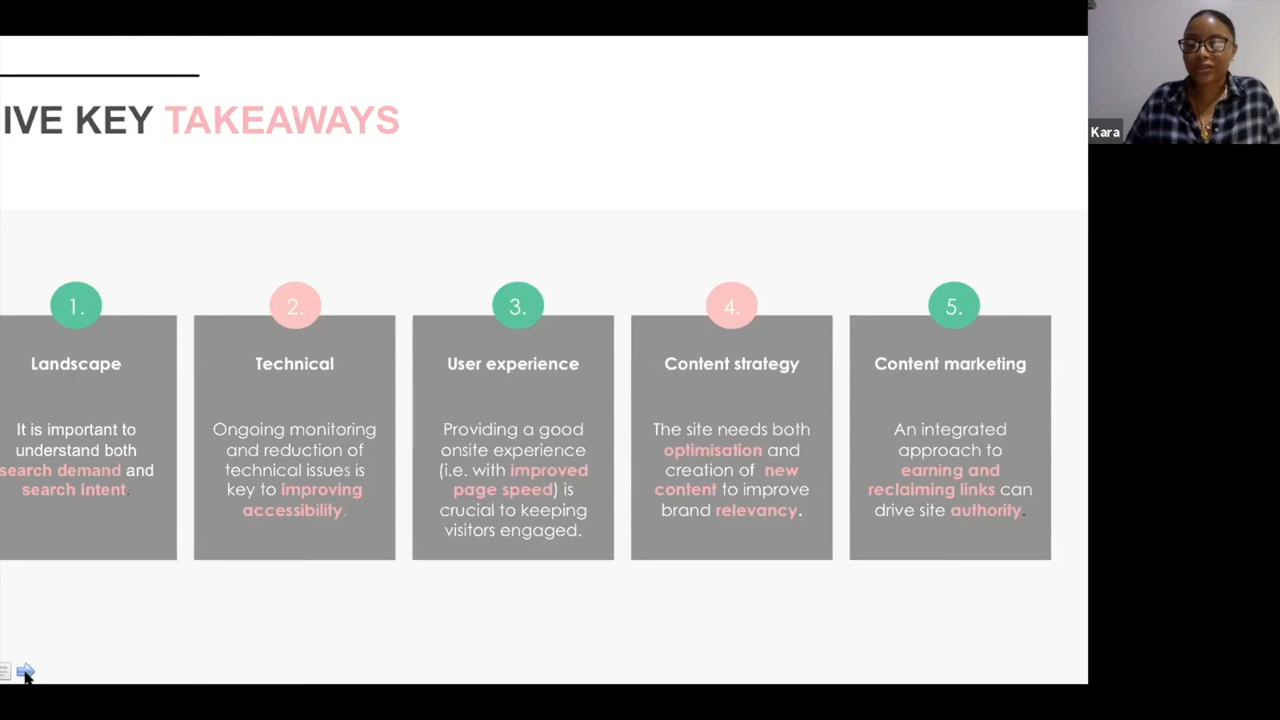 IVE KEY TAKEAWAYS
Kara
1.
Landscape
It is important to
understand both
search demand and
search intent.
2.
Technical
Ongoing monitoring
and reduction of
technical issues is
key to improving
accessibility.
3.
User experience
Providing a good
onsite experience
(i.e. with improved
page speed) is
crucial to keeping
visitors engaged.
4.
Content strategy
The site needs both
optimisation and
creation of new
content to improve
brand relevancy.
5.
Content marketing
An integrated
approach to
earning and
reclaiming links can
drive site authority.